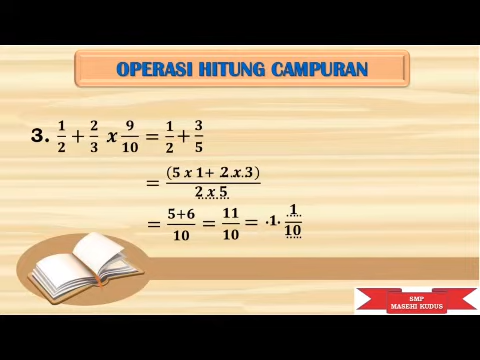 OPERASI HITUNG CAMPURAN
3. 1/2 + 2/3 x 9/10 = 1/2 + 3/5
= (5 x 1+ 2.x.3)/2 x 5
= 5+6/10 = 11/10 = 1 1/10
SMP
MASEHI KUDUS